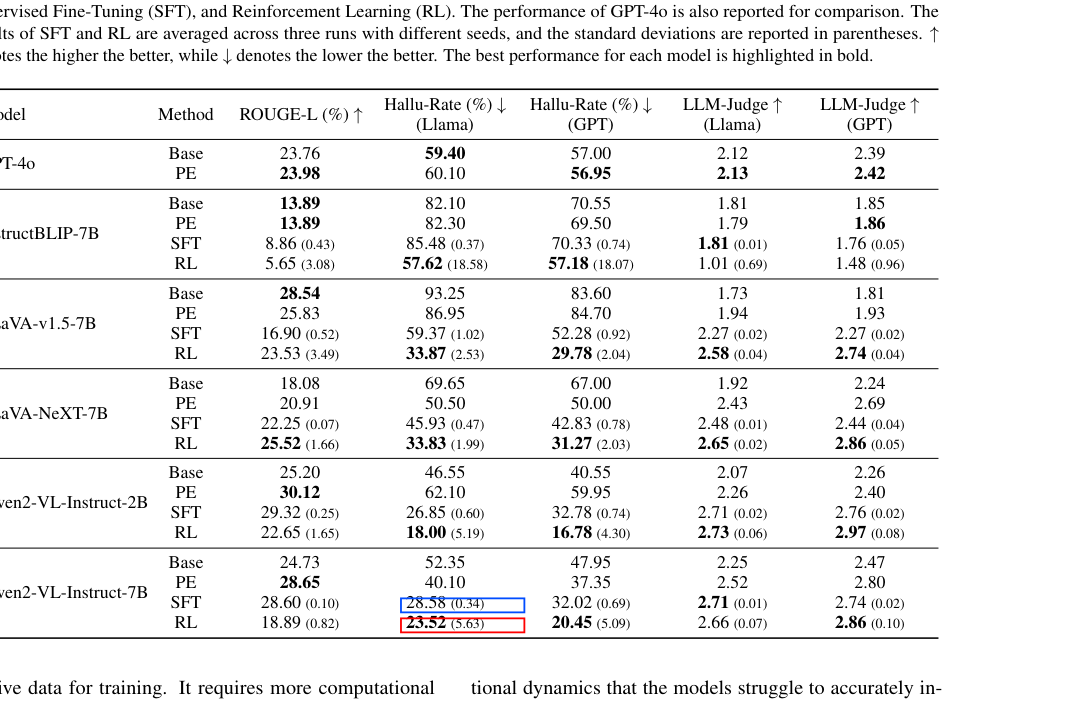 ervised Fine-Tuning (SFT), and Reinforcement Learning (RL). The performance of GPT-4o is also reported for comparison. The
lts of SFT and RL are averaged across three runs with different seeds, and the standard deviations are reported in parentheses. ↑
otes the higher the better, while ↓ denotes the lower the better. The best performance for each model is highlighted in bold.
odel Method ROUGE-L (%) ↑ Hallu-Rate (%) ↓ (Llama) Hallu-Rate (%) ↓ (GPT) LLM-Judge ↑ (Llama) LLM-Judge ↑ (GPT)
PT-4o
Base 23.76 59.40 57.00 2.12 2.39
PE 23.98 60.10 56.95 2.13 2.42
structBLIP-7B
Base 13.89 82.10 70.55 1.81 1.85
PE 13.89 82.30 69.50 1.79 1.86
SFT 8.86 (0.43) 85.48 (0.37) 70.33 (0.74) 1.81 (0.01) 1.76 (0.05)
RL 5.65 (3.08) 57.62 (18.58) 57.18 (18.07) 1.01 (0.69) 1.48 (0.96)
aVA-v1.5-7B
Base 28.54 93.25 83.60 1.73 1.81
PE 25.83 86.95 84.70 1.94 1.93
SFT 16.90 (0.52) 59.37 (1.02) 52.28 (0.92) 2.27 (0.02) 2.27 (0.02)
RL 23.53 (3.49) 33.87 (2.53) 29.78 (2.04) 2.58 (0.04) 2.74 (0.04)
aVA-NeXT-7B
Base 18.08 69.65 67.00 1.92 2.24
PE 20.91 50.50 50.00 2.43 2.69
SFT 22.25 (0.07) 45.93 (0.47) 42.83 (0.78) 2.48 (0.01) 2.44 (0.04)
RL 25.52 (1.66) 33.83 (1.99) 31.27 (2.03) 2.65 (0.02) 2.86 (0.05)
wen2-VL-Instruct-2B
Base 25.20 46.55 40.55 2.07 2.26
PE 30.12 62.10 59.95 2.26 2.40
SFT 29.32 (0.25) 26.85 (0.60) 32.78 (0.74) 2.71 (0.02) 2.76 (0.02)
RL 22.65 (1.65) 18.00 (5.19) 16.78 (4.30) 2.73 (0.06) 2.97 (0.08)
wen2-VL-Instruct-7B
Base 24.73 52.35 47.95 2.25 2.47
PE 28.65 40.10 37.35 2.52 2.80
SFT 28.60 (0.10) 28.58 (0.34) 32.02 (0.69) 2.71 (0.01) 2.74 (0.02)
RL 18.89 (0.82) 23.52 (5.63) 20.45 (5.09) 2.66 (0.07) 2.86 (0.10)
ive data for training. It requires more computational
tional dynamics that the models struggle to accurately in-